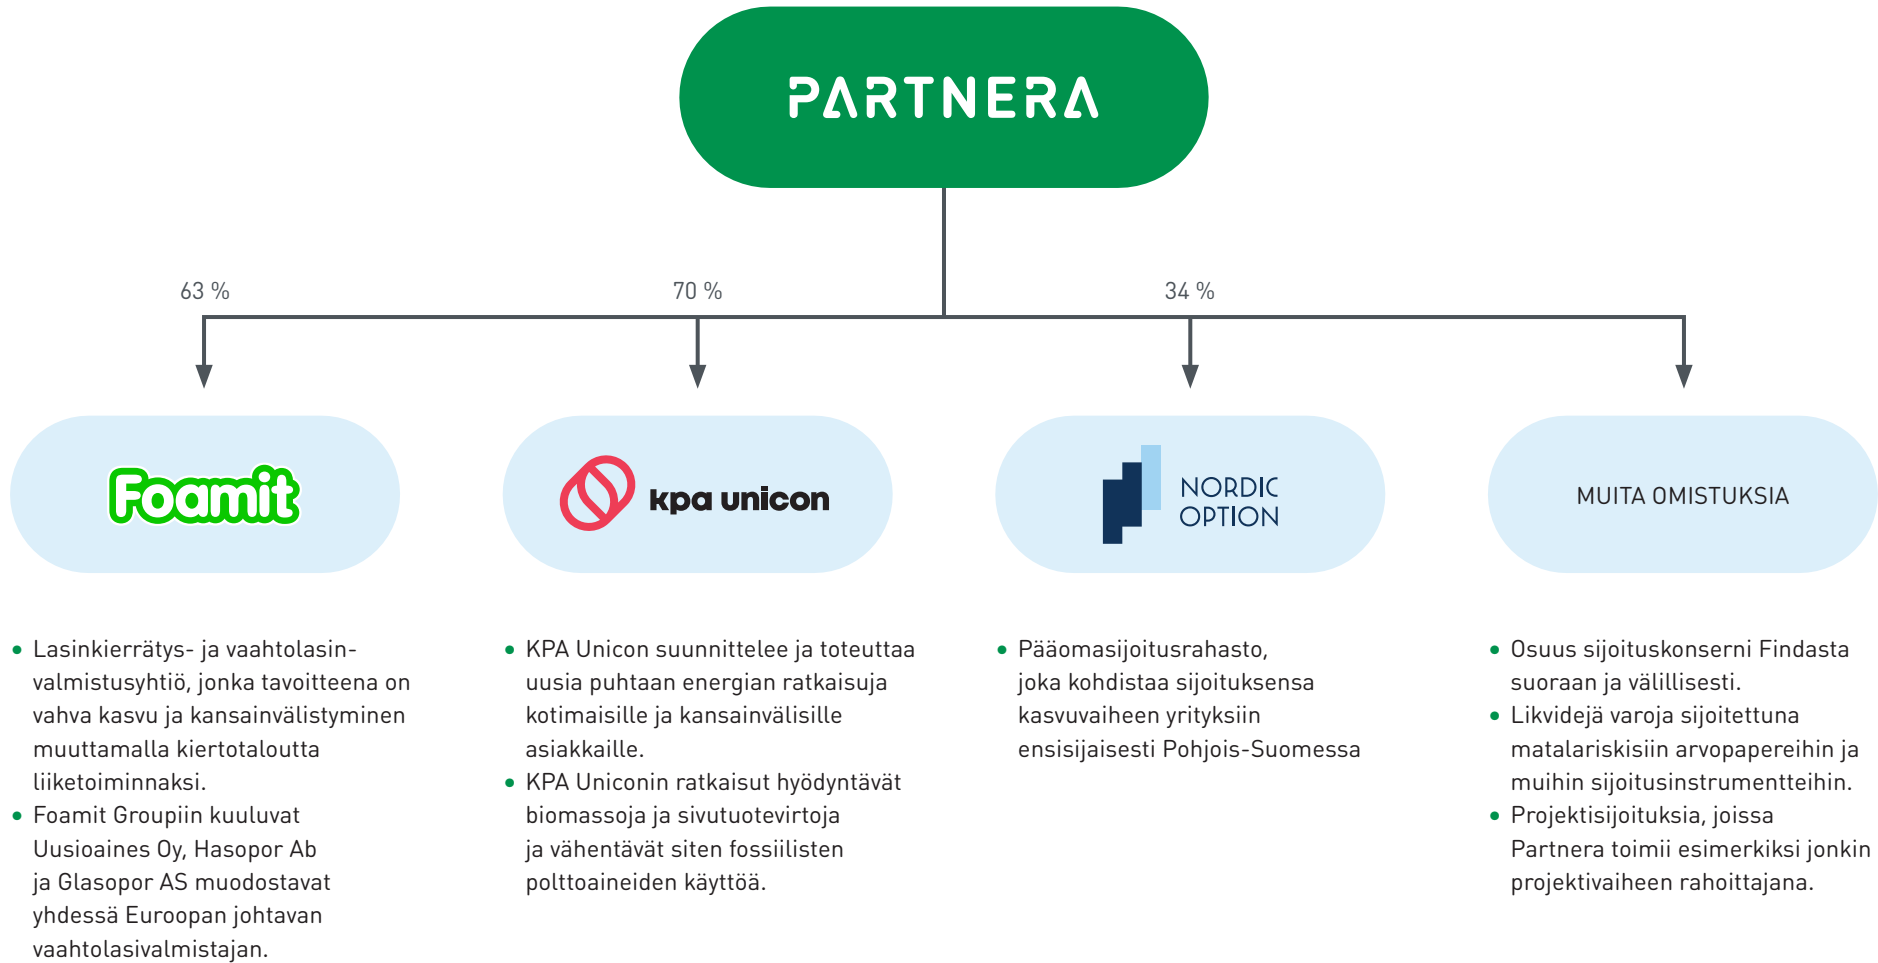 PARTNERA
63 %
70 %
34 %
Foamit
kpa unicon
NORDIC
OPTION
MUITA OMISTUKSIA
• Lasinkierrätys- ja vaahtolasin-
valmistusyhtiö, jonka tavoitteena on
vahva kasvu ja kansainvälistyminen
muuttamalla kiertotaloutta
liiketoiminnaksi.
• Foamit Groupiin kuuluvat
Uusioaines Oy, Hasopor Ab
ja Glasopor AS muodostavat
yhdessä Euroopan johtavan
vaahtolasivalmistajan.
• KPA Unicon suunnittelee ja toteuttaa
uusia puhtaan energian ratkaisuja
kotimaisille ja kansainvälisille
asiakkaille.
• KPA Uniconin ratkaisut hyödyntävät
biomassoja ja sivutuotevirtoja
ja vähentävät siten fossiilisten
polttoaineiden käyttöä.
• Pääomasijoitusrahasto,
joka kohdistaa sijoituksensa
kasvuvaiheen yrityksiin
ensisijaisesti Pohjois-Suomessa
• Osuus sijoituskonserni Findasta
suoraan ja välillisesti.
• Likvidejä varoja sijoitettuna
matalariskisiin arvopapereihin ja
muihin sijoitusinstrumentteihin.
• Projektisijoituksia, joissa
Partnera toimii esimerkiksi jonkin
projektivaiheen rahoittajana.